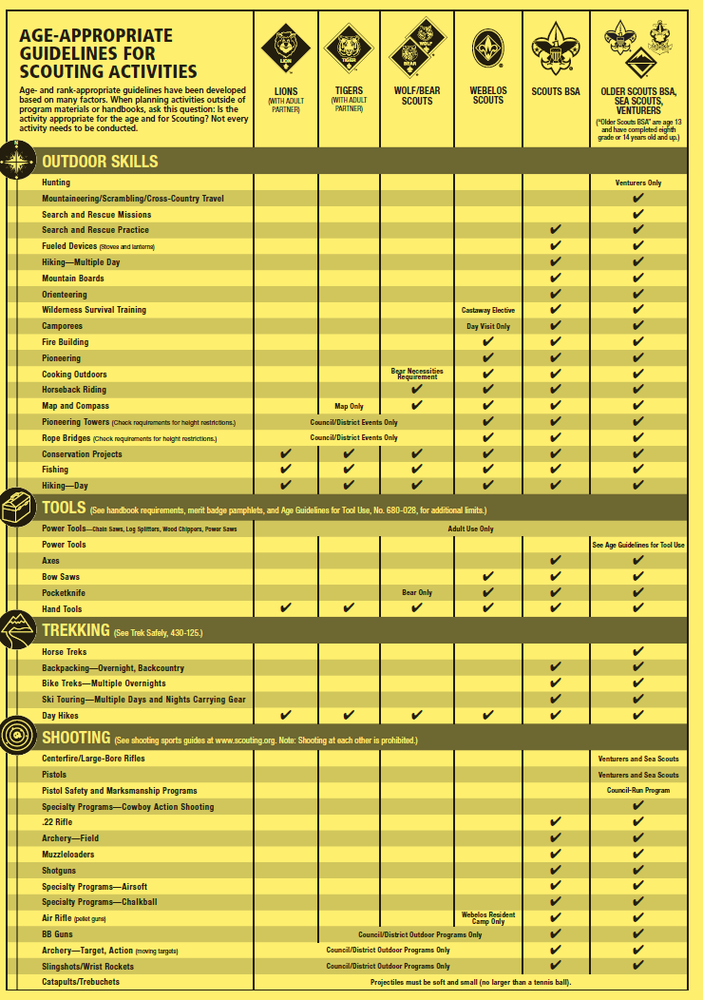 AGE-APPROPRIATE
GUIDELINES FOR
SCOUTING ACTIVITIES
Age- and rank-appropriate guidelines have been developed
based on many factors. When planning activities outside of
program materials or handbooks, ask this question: Is the
activity appropriate for the age and for Scouting? Not every
activity needs to be conducted.
LION
LIONS
(WITH ADULT
PARTNER)
TIGER
TIGERS
(WITH ADULT
PARTNER)
WOLF
BEAR
WOLF/BEAR
SCOUTS
WEBELOS
SCOUTS
SCOUTS BSA
OLDER SCOUTS BSA,
SEA SCOUTS,
VENTURERS
("Older Scouts BSA" are age 13
and have completed eighth
grade or 14 years old and up.)
OUTDOOR SKILLS
Hunting Venturers Only
Mountaineering/Scrambling/Cross-Country Travel ✔
Search and Rescue Missions ✔
Search and Rescue Practice ✔ ✔
Fueled Devices (Stoves and lanterns) ✔ ✔
Hiking—Multiple Day ✔ ✔
Mountain Boards ✔ ✔
Orienteering ✔ ✔
Wilderness Survival Training Castaway Elective ✔ ✔
Camporees Day Visit Only ✔ ✔
Fire Building ✔ ✔ ✔
Pioneering ✔ ✔ ✔
Cooking Outdoors Bear Necessities Requirement ✔ ✔ ✔
Horseback Riding ✔ ✔ ✔ ✔
Map and Compass Map Only ✔ ✔ ✔ ✔
Pioneering Towers (Check requirements for height restrictions.) Council/District Events Only ✔ ✔ ✔
Rope Bridges (Check requirements for height restrictions.) Council/District Events Only ✔ ✔ ✔
Conservation Projects ✔ ✔ ✔ ✔ ✔ ✔
Fishing ✔ ✔ ✔ ✔ ✔ ✔
Hiking—Day ✔ ✔ ✔ ✔ ✔ ✔
TOOLS (See handbook requirements, merit badge pamphlets, and Age Guidelines for Tool Use, No. 680-028, for additional limits.)
Power Tools—Chain Saws, Log Splitters, Wood Chippers, Power Saws Adult Use Only
Power Tools See Age Guidelines for Tool Use
Axes ✔ ✔
Bow Saws ✔ ✔ ✔
Pocketknife Bear Only ✔ ✔ ✔
Hand Tools ✔ ✔ ✔ ✔ ✔ ✔
TREKKING (See Trek Safely, 430-125.)
Horse Treks ✔
Backpacking—Overnight, Backcountry ✔ ✔
Bike Treks—Multiple Overnights ✔ ✔
Ski Touring—Multiple Days and Nights Carrying Gear ✔ ✔
Day Hikes ✔ ✔ ✔ ✔ ✔ ✔
SHOOTING (See shooting sports guides at www.scouting.org. Note: Shooting at each other is prohibited.)
Centerfire/Large-Bore Rifles Venturers and Sea Scouts
Pistols Venturers and Sea Scouts
Pistol Safety and Marksmanship Programs Council-Run Program
Specialty Programs—Cowboy Action Shooting ✔
.22 Rifle ✔ ✔
Archery—Field ✔ ✔
Muzzleloaders ✔ ✔
Shotguns ✔ ✔
Specialty Programs—Airsoft ✔ ✔
Specialty Programs—Chalkball ✔ ✔
Air Rifle (pellet guns) Webelos Resident Camp Only ✔ ✔
BB Guns Council/District Outdoor Programs Only ✔ ✔
Archery—Target, Action (moving targets) Council/District Outdoor Programs Only ✔ ✔
Slingshots/Wrist Rockets Council/District Outdoor Programs Only ✔ ✔
Catapults/Trebuchets Projectiles must be soft and small (no larger than a tennis ball).